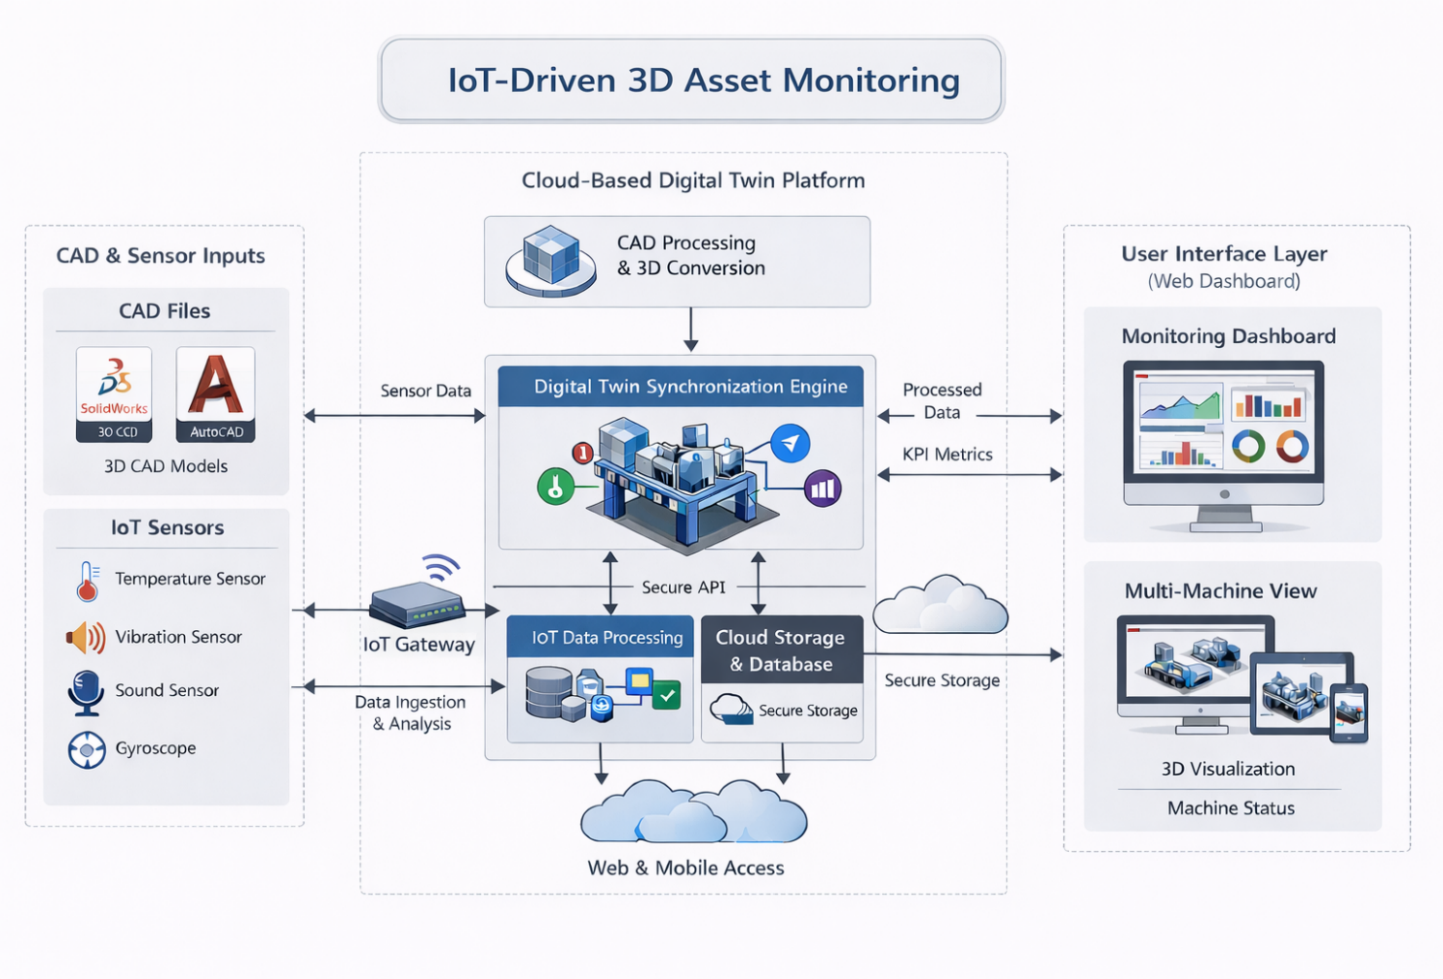 IoT-Driven 3D Asset Monitoring
Cloud-Based Digital Twin Platform
CAD & Sensor Inputs
CAD Files
SolidWorks
3O CCD
AutoCAD
3D CAD Models
IoT Sensors
Temperature Sensor
Vibration Sensor
Sound Sensor
Gyroscope
Sensor Data
IoT Gateway
Data Ingestion
& Analysis
CAD Processing
& 3D Conversion
Digital Twin Synchronization Engine
1
Secure API
IOT Data Processing
Cloud Storage
& Database
Secure Storage
Web & Mobile Access
Processed
Data
KPI Metrics
Secure Storage
User Interface Layer
(Web Dashboard)
Monitoring Dashboard
Multi-Machine View
3D Visualization
Machine Status